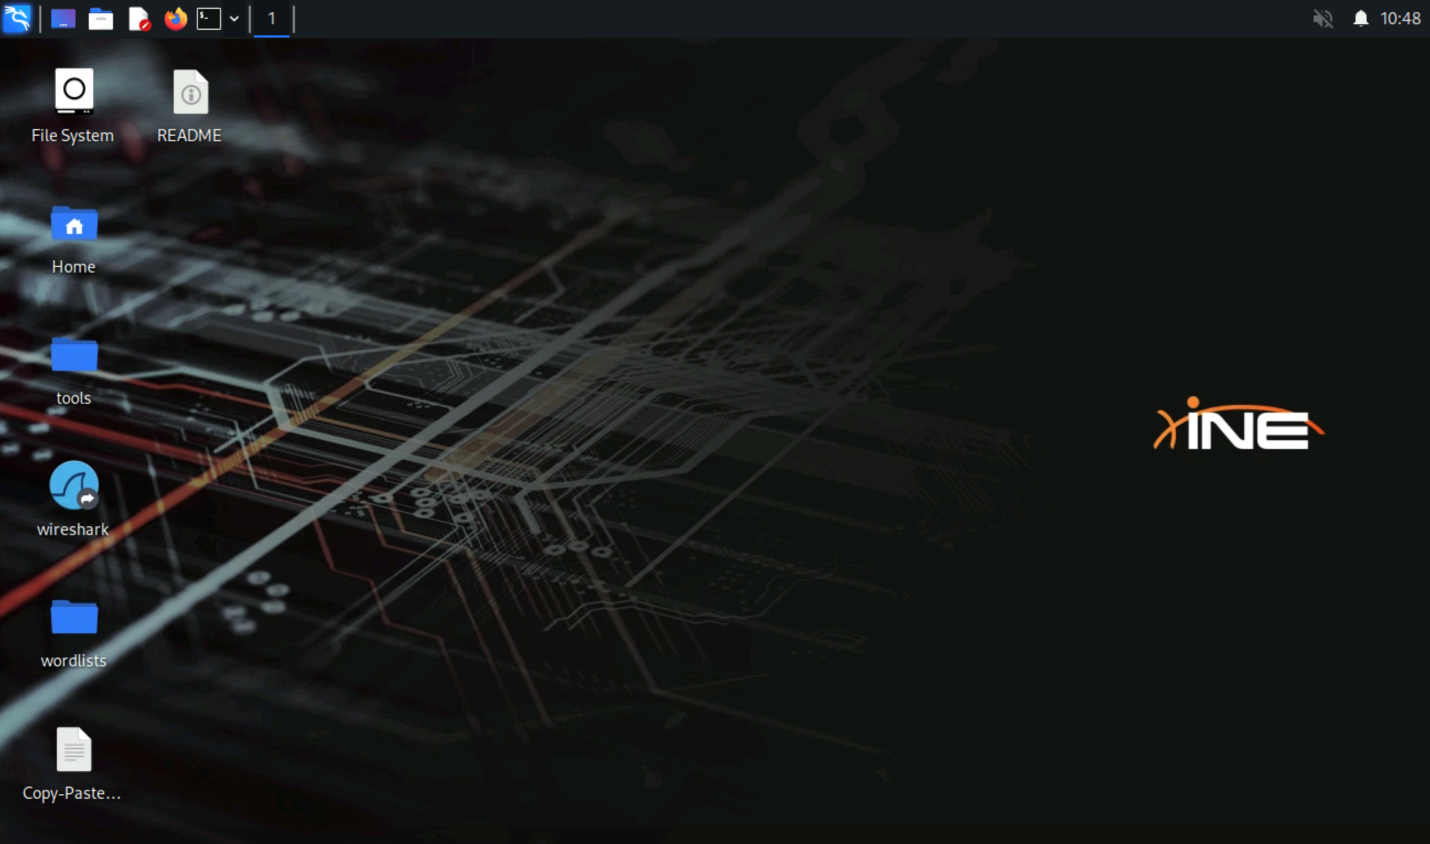 1
10:48
File System
README
Home
tools
wireshark
wordlists
Copy-Paste...
INE